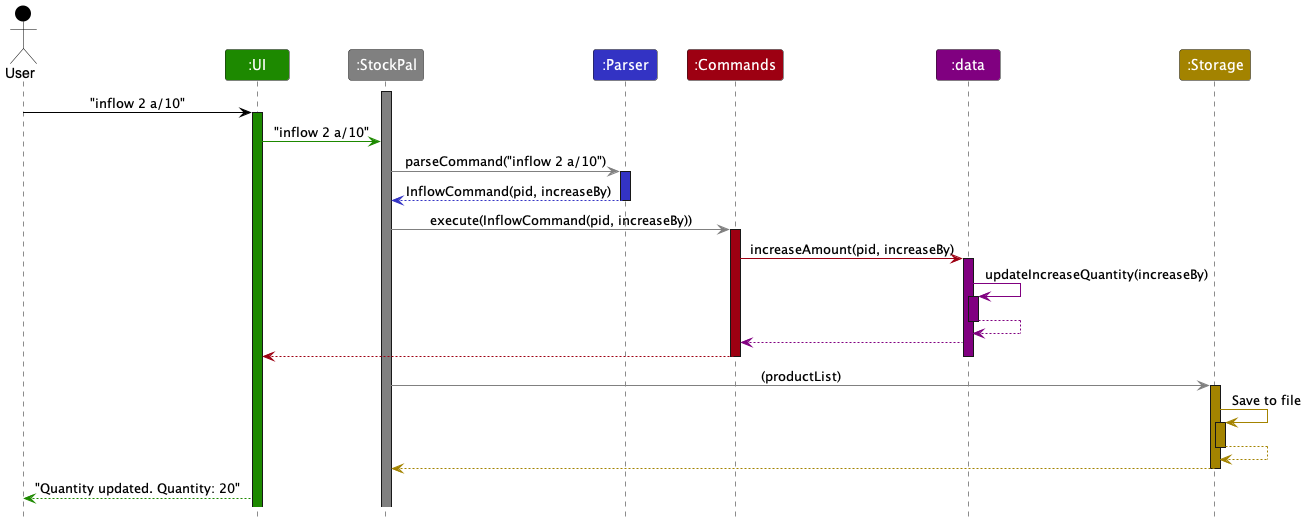 User
:UI
:StockPal
:Parser
:Commands
:data
:Storage
"inflow 2 a/10"
"inflow 2 a/10"
parseCommand("inflow 2 a/10")
InflowCommand(pid, increaseBy)
execute(InflowCommand(pid, increaseBy))
increaseAmount(pid, increaseBy)
updateIncreaseQuantity(increaseBy)
(productList)
Save to file
"Quantity updated. Quantity: 20"